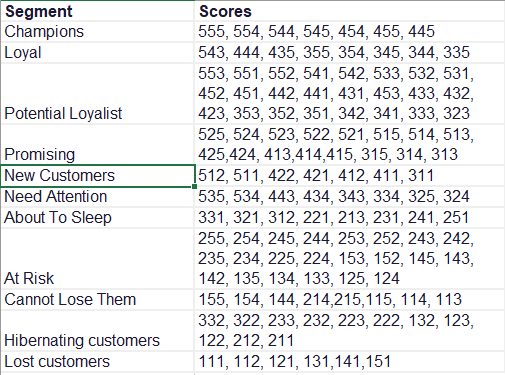 Segment Scores
Champions 555, 554, 544, 545, 454, 455, 445
Loyal 543, 444, 435, 355, 354, 345, 344, 335
553, 551, 552, 541, 542, 533, 532, 531,
452, 451, 442, 441, 431, 453, 433, 432,
Potential Loyalist 423, 353, 352, 351, 342, 341, 333, 323
525, 524, 523, 522, 521, 515, 514, 513,
Promising 425,424, 413,414,415, 315, 314, 313
New Customers 512, 511, 422, 421, 412, 411, 311
Need Attention 535, 534, 443, 434, 343, 334, 325, 324
About To Sleep 331, 321, 312, 221, 213, 231, 241, 251
255, 254, 245, 244, 253, 252, 243, 242,
235, 234, 225, 224, 153, 152, 145, 143,
At Risk 142, 135, 134, 133, 125, 124
Cannot Lose Them 155, 154, 144, 214,215,115, 114, 113
332, 322, 233, 232, 223, 222, 132, 123,
Hibernating customers 122, 212, 211
Lost customers 111, 112, 121, 131,141,151